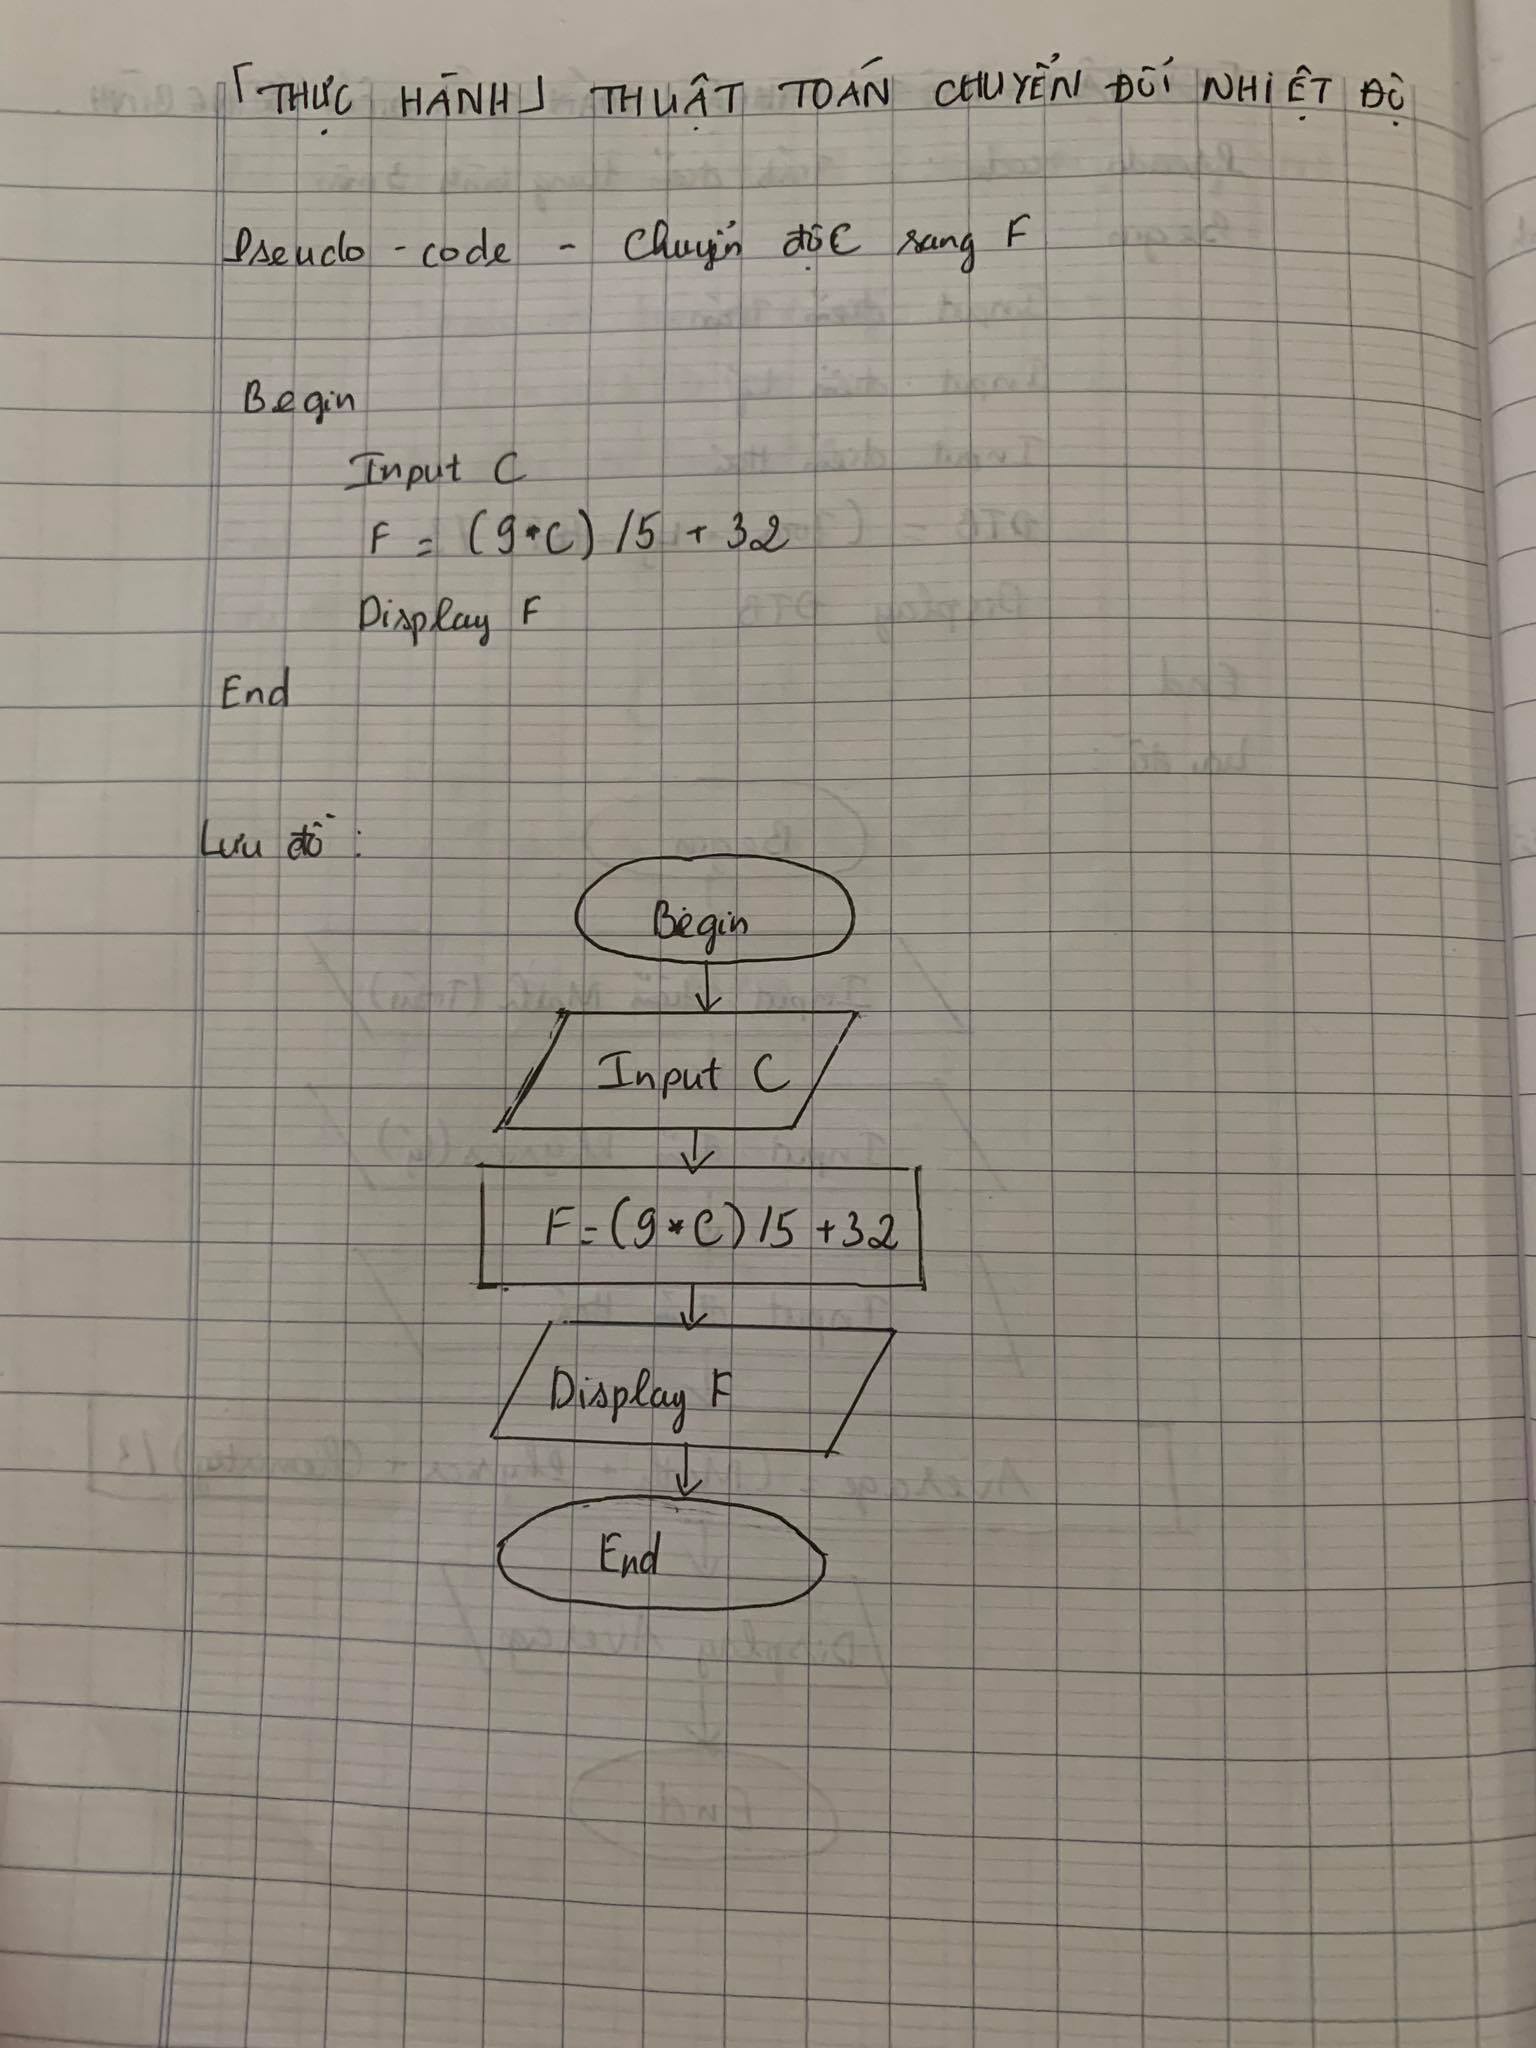 「THỰC HÀNH」 THUẬT TOÁN CHUYỂN ĐỔI NHIỆT ĐỘ
Pseudo - code - Chuyển độ C sang F
Begin
Input C
F = (9*C) /5 + 32
Display F
End
Lưu đồ :
Begin
Input C
F = (9*C) /5 + 32
Display F
End